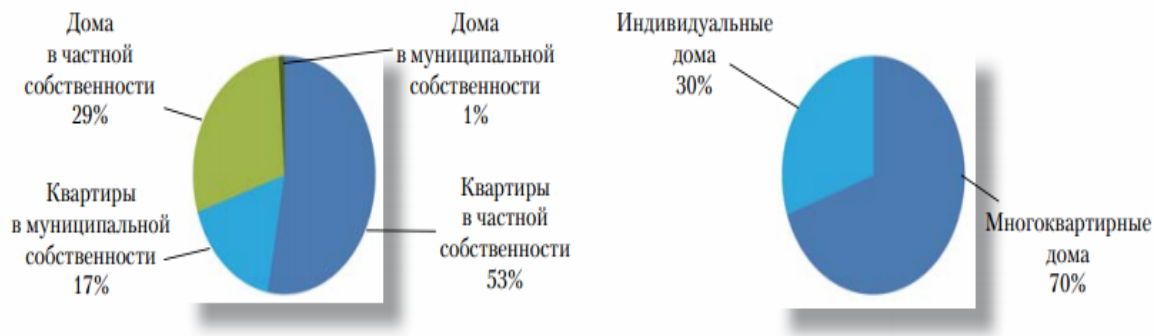 Дома
в частной
собственности
29%
Дома
в муниципальной
собственности
1%
Квартиры
в муниципальной
собственности
17%
Квартиры
в частной
собственности
53%
Индивидуальные
дома
30%
Многоквартирные
дома
70%